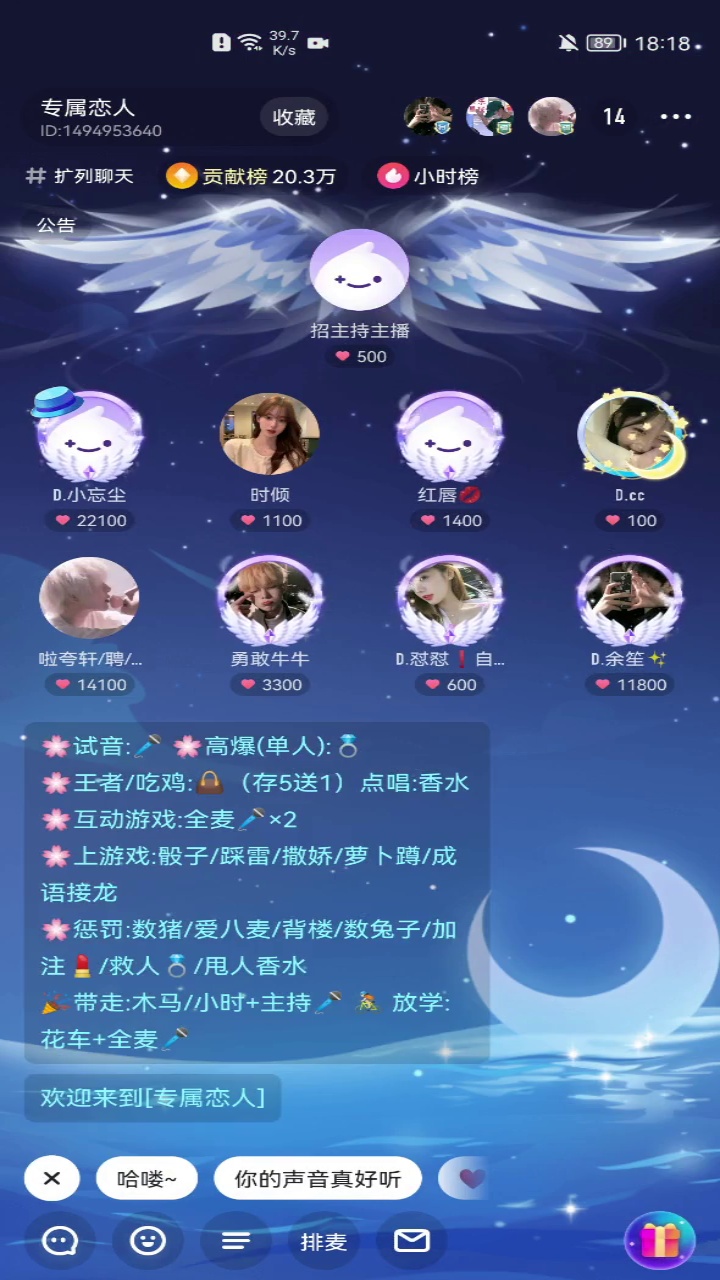 39.7
K/s
89
18:18
专属恋人
ID:1494953640
收藏
14
扩列聊天
贡献榜 20.3万
小时榜
公告
招主持主播
500
D.小忘尘
时倾
红唇💋
D.cc
22100
1100
1400
100
啦夸轩/聘/...
勇敢牛牛
D.怼怼❗自...
D.余笙✨
14100
3300
600
11800
🌸试音:🎤 🌸高爆(单人):💍
🌸王者/吃鸡:👜（存5送1）点唱:香水
🌸互动游戏:全麦🎤×2
🌸上游戏:骰子/踩雷/撒娇/萝卜蹲/成
语接龙
🌸惩罚:数猪/爱八麦/背楼/数兔子/加
注💄/救人💍/甩人香水
🎉带走:木马/小时+主持🎤 放学:
花车+全麦🎤
欢迎来到[专属恋人]
哈喽~
你的声音真好听
排麦